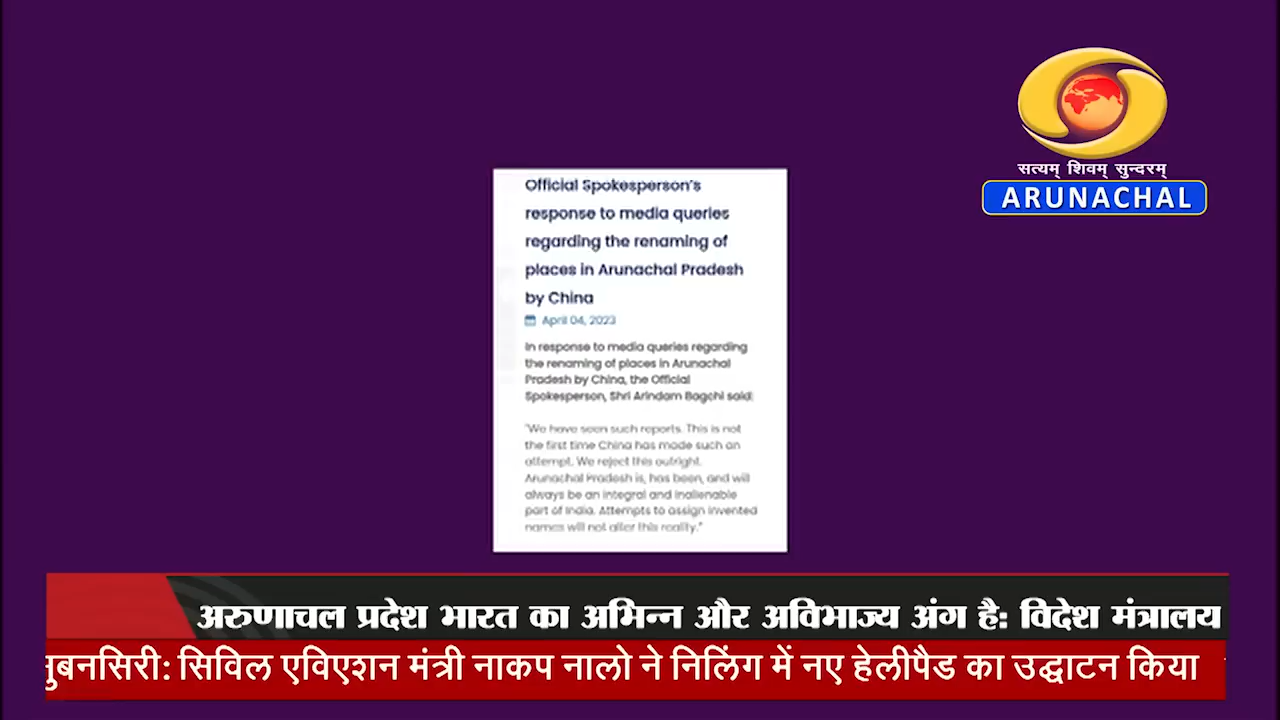 सत्यम् शिवम् सुन्दरम्
ARUNACHAL
Official Spokesperson's
response to media queries
regarding the renaming of
places in Arunachal Pradesh
by China
April 04, 2023
In response to media queries regarding
the renaming of places in Arunachal
Pradesh by China, the Official
Spokesperson, Shri Arindam Bagchi said:
"We have seen such reports. This is not
the first time China has made such an
attempt. We reject this outright.
Arunachal Pradesh is, has been, and will
always be an integral and inalienable
part of India. Attempts to assign invented
names will not alter this reality."
अरुणाचल प्रदेश भारत का अभिन्न और अविभाज्य अंग है: विदेश मंत्रालय
सिविल एविएशन मंत्री नाकप नालो ने निलिंग में नए हेलीपैड का उद्घाटन किया